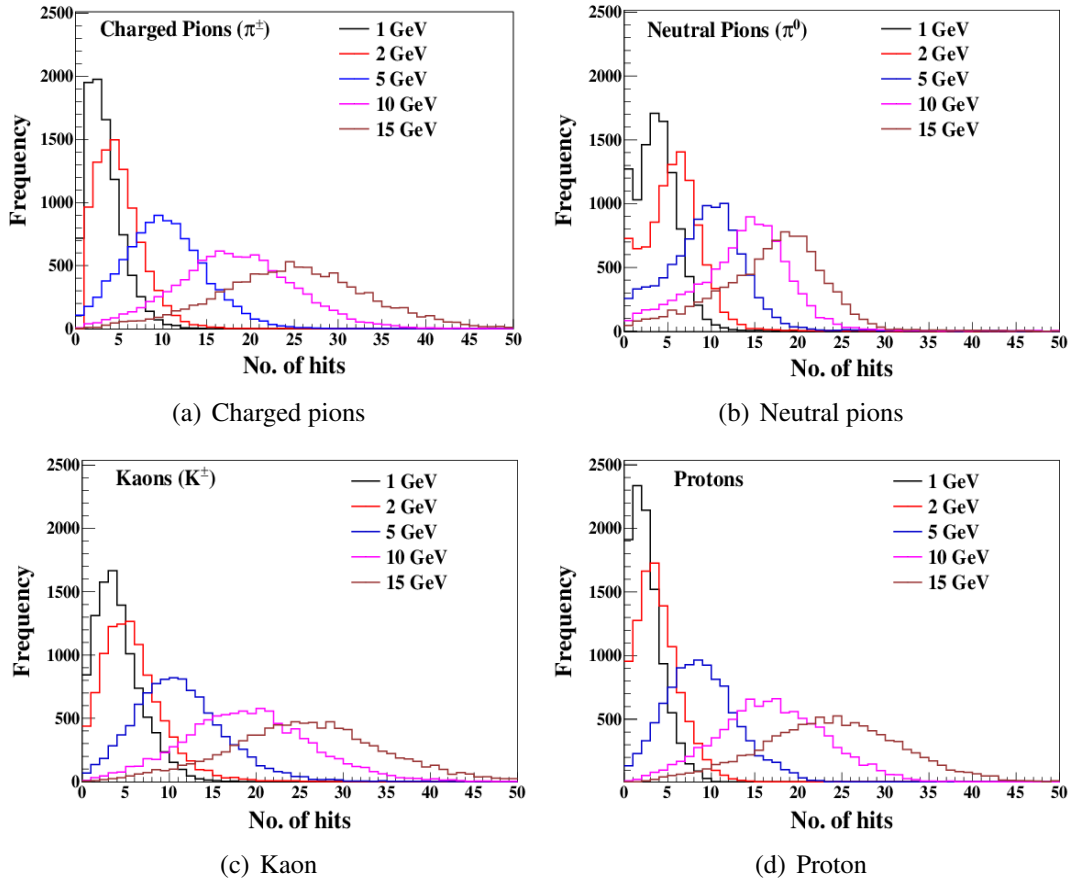 Charged Pions (π±)
1 GeV
2 GeV
5 GeV
10 GeV
15 GeV
2500
2000
1500
1000
500
0
Frequency
0 5 10 15 20 25 30 35 40 45 50
No. of hits
(a) Charged pions
Neutral Pions (π⁰)
1 GeV
2 GeV
5 GeV
10 GeV
15 GeV
2500
2000
1500
1000
500
0
Frequency
0 5 10 15 20 25 30 35 40 45 50
No. of hits
(b) Neutral pions
Kaons (K±)
1 GeV
2 GeV
5 GeV
10 GeV
15 GeV
2500
2000
1500
1000
500
0
Frequency
0 5 10 15 20 25 30 35 40 45 50
No. of hits
(c) Kaon
Protons
1 GeV
2 GeV
5 GeV
10 GeV
15 GeV
2500
2000
1500
1000
500
0
Frequency
0 5 10 15 20 25 30 35 40 45 50
No. of hits
(d) Proton